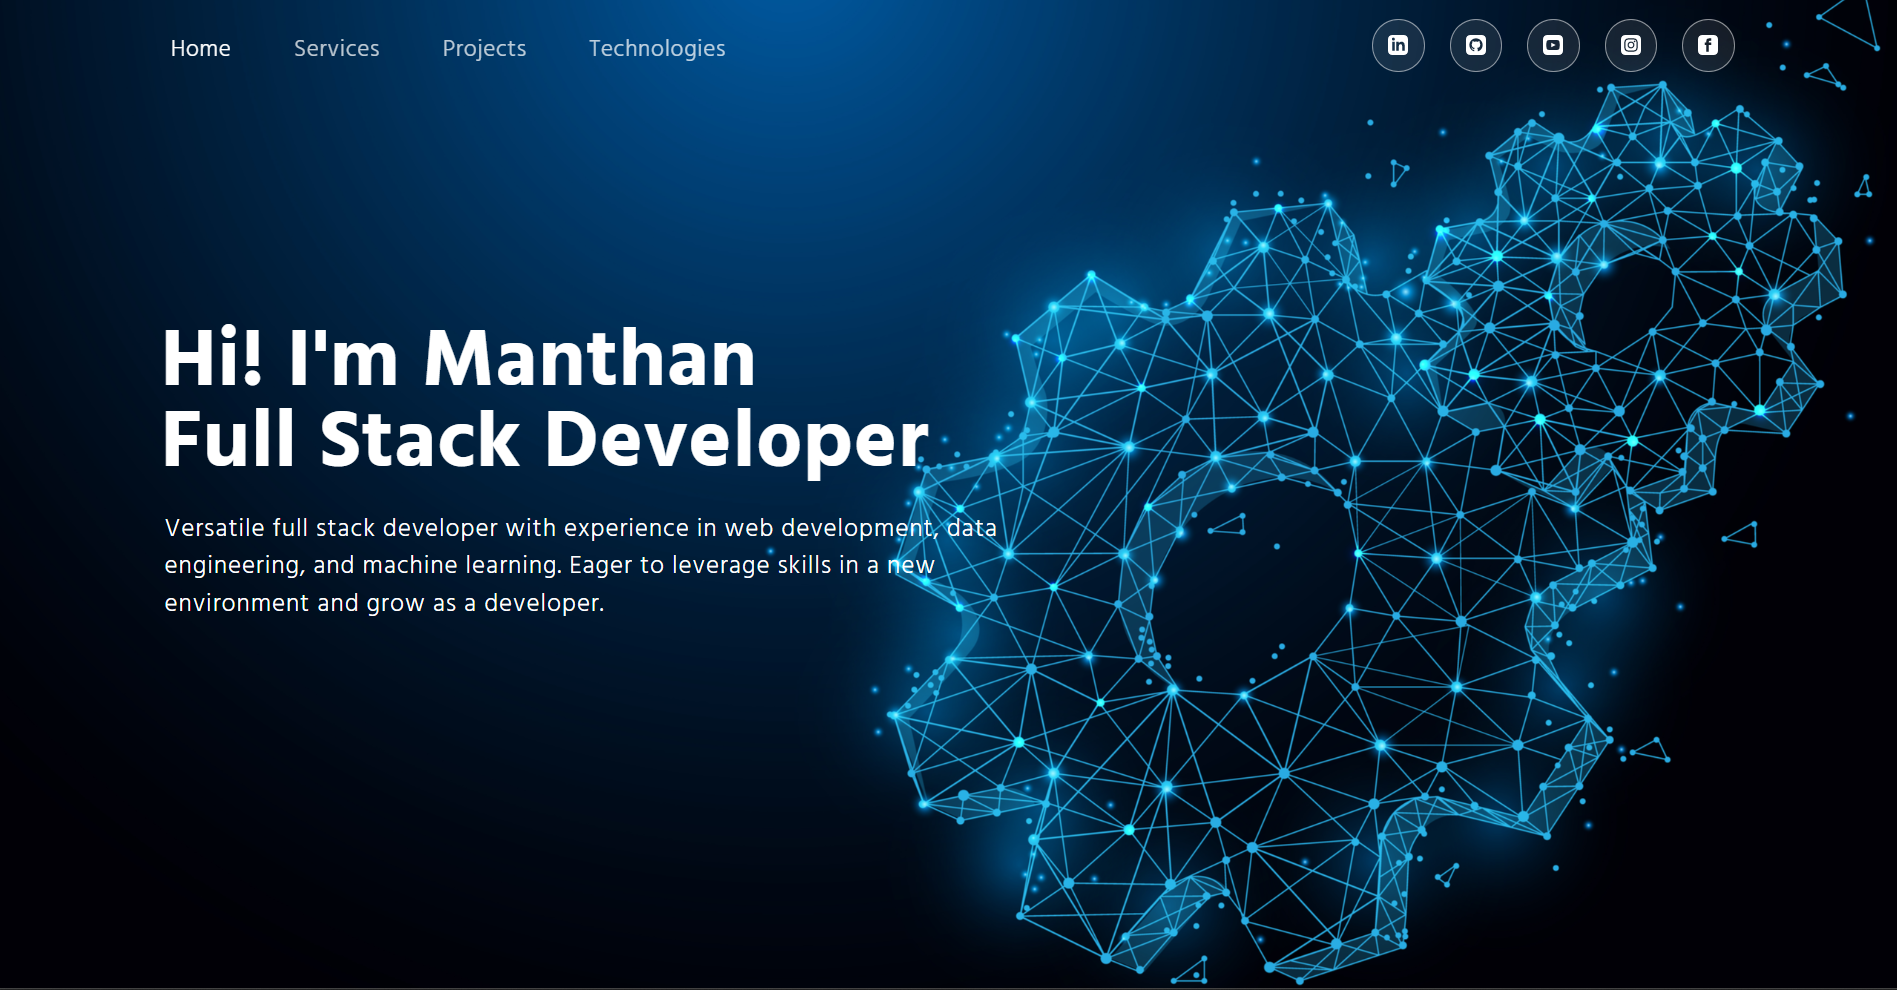 Home Services Projects Technologies
Hi! I'm Manthan
Full Stack Developer
Versatile full stack developer with experience in web development, data
engineering, and machine learning. Eager to leverage skills in a new
environment and grow as a developer.